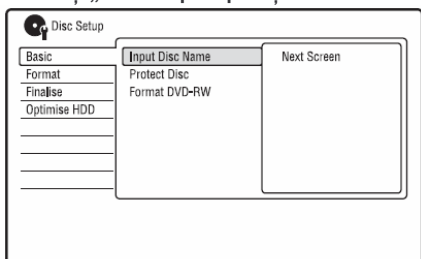 Disc Setup
Basic
Format
Finalise
Optimise HDD
Input Disc Name
Protect Disc
Format DVD-RW
Next Screen